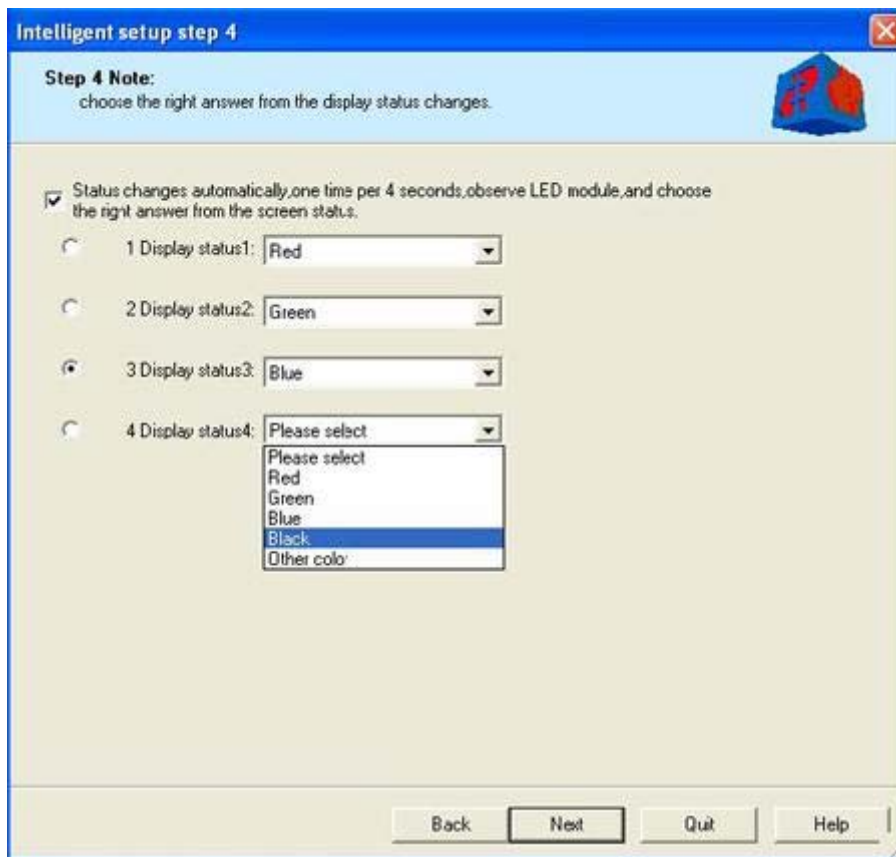 Intelligent setup step 4
Step 4 Note:
choose the right answer from the display status changes.
Status changes automatically,one time per 4 seconds,observe LED module,and choose
the right answer from the screen status.
1 Display status1: Red
2 Display status2: Green
3 Display status3: Blue
4 Display status4: Please select
Please select
Red
Green
Blue
Black
Other color
Back Next Quit Help